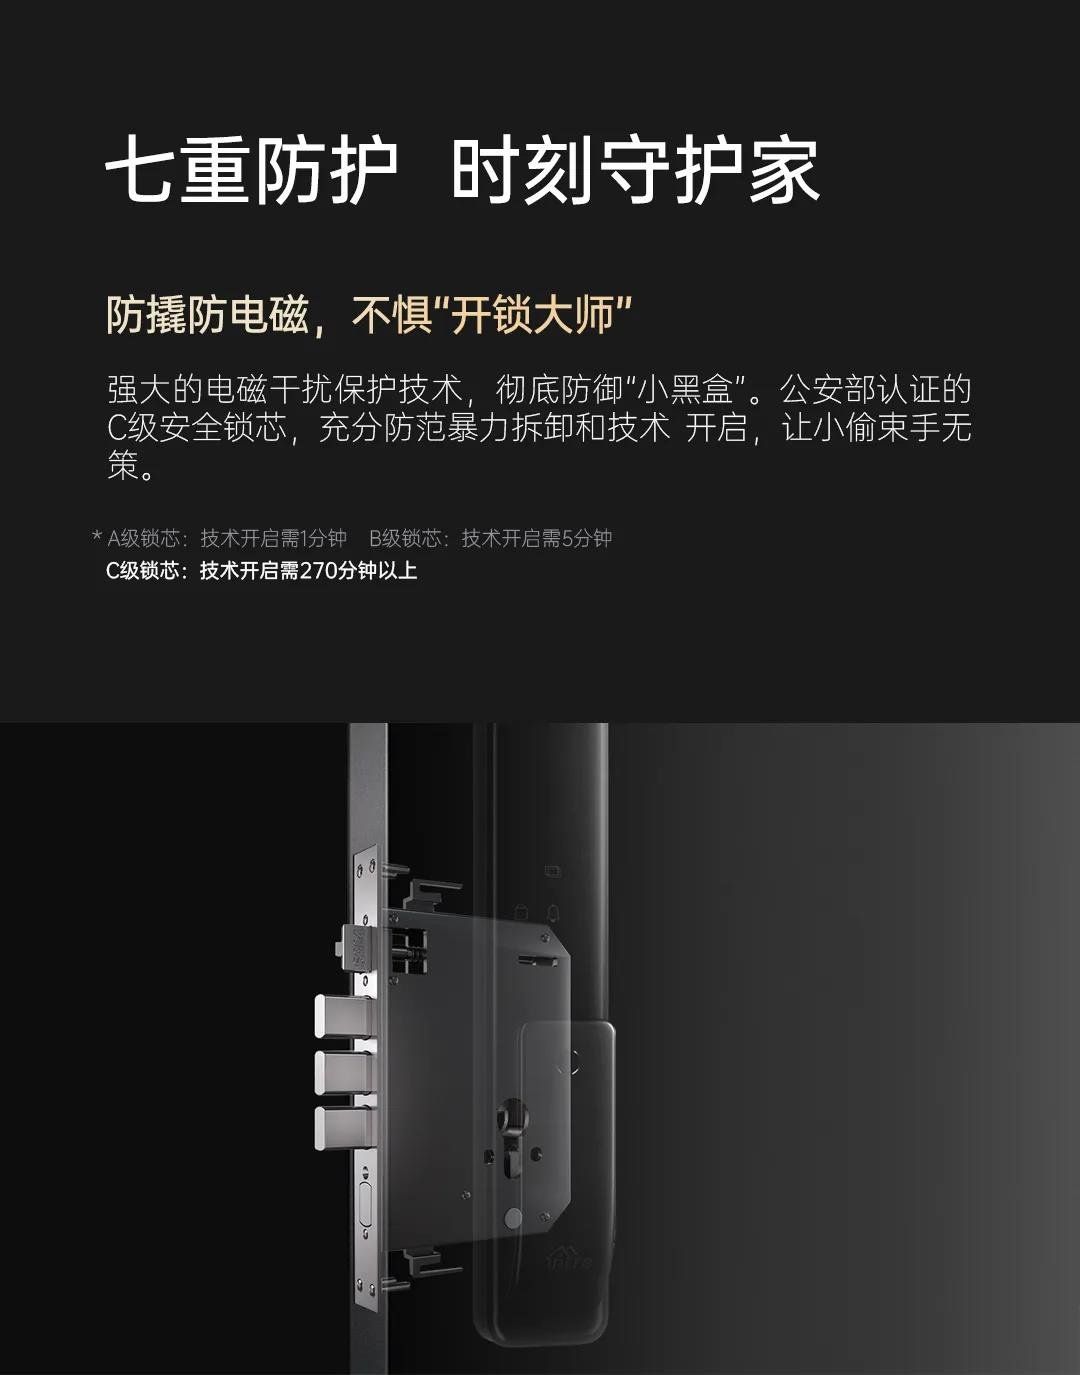 七重防护 时刻守护家
防撬防电磁，不惧“开锁大师”
强大的电磁干扰保护技术，彻底防御“小黑盒”。公安部认证的
C级安全锁芯，充分防范暴力拆卸和技术 开启，让小偷束手无
策。
* A级锁芯：技术开启需1分钟 B级锁芯：技术开启需5分钟
C级锁芯：技术开启需270分钟以上